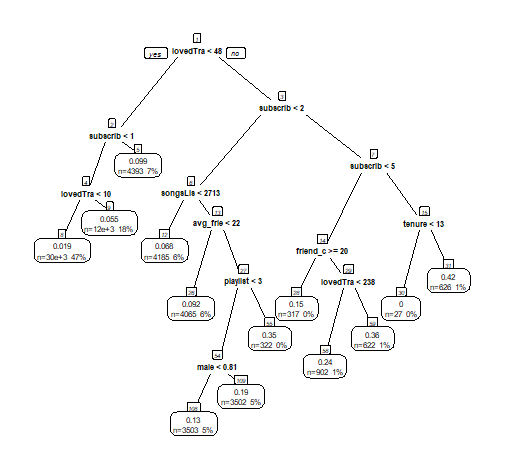 1
yes
lovedTra < 48
no
3
subscrib < 2
2
subscrib < 1
5
0.099
n=4393 7%
7
subscrib < 5
4
lovedTra < 10
9
0.055
n=12e+3 18%
8
0.019
n=30e+3 47%
6
songsLis < 2713
12
0.068
n=4185 6%
13
avg_frie < 22
15
tenure < 13
14
friend_c >= 20
31
0.42
n=626 1%
30
0
n=27 0%
26
0.092
n=4065 6%
27
playlist < 3
28
0.15
n=317 0%
29
lovedTra < 238
55
0.35
n=322 0%
59
0.36
n=622 1%
58
0.24
n=902 1%
54
male < 0.81
109
0.19
n=3502 5%
108
0.13
n=3503 5%